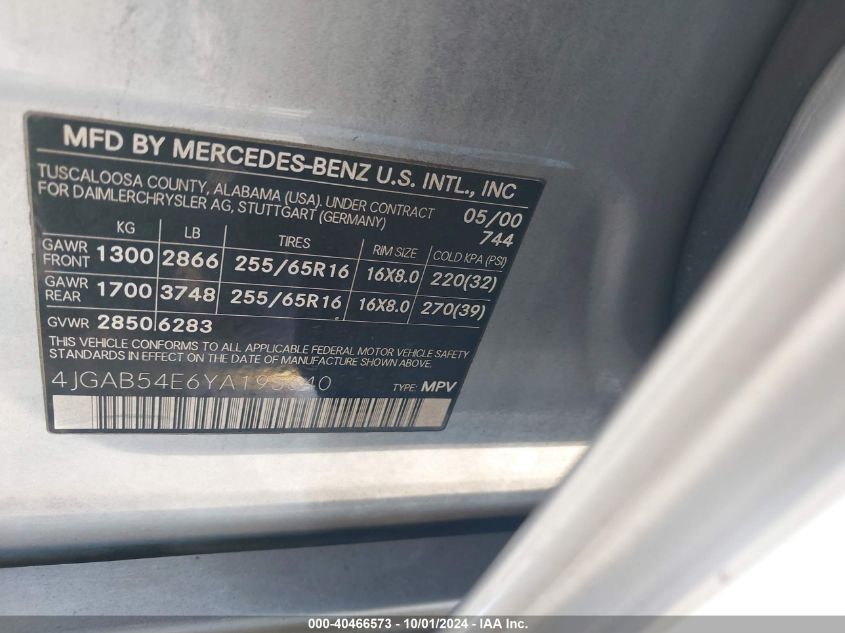 MFD BY MERCEDES-BENZ U.S. INTL., INC
TUSCALOOSA COUNTY, ALABAMA (USA). UNDER CONTRACT
FOR DAIMLERCHRYSLER AG, STUTTGART (GERMANY)
05/00
744
KG LB TIRES RIM SIZE COLD KPA (PSI)
GAWR FRONT 1300 2866 255/65R16 16X8.0 220(32)
GAWR REAR 1700 3748 255/65R16 16X8.0 270(39)
GVWR 2850 6283
THIS VEHICLE CONFORMS TO ALL APPLICABLE FEDERAL MOTOR VEHICLE SAFETY
STANDARDS IN EFFECT ON THE DATE OF MANUFACTURE SHOWN ABOVE.
TYPE: MPV
000-40466573 - 10/01/2024 - IAA Inc.